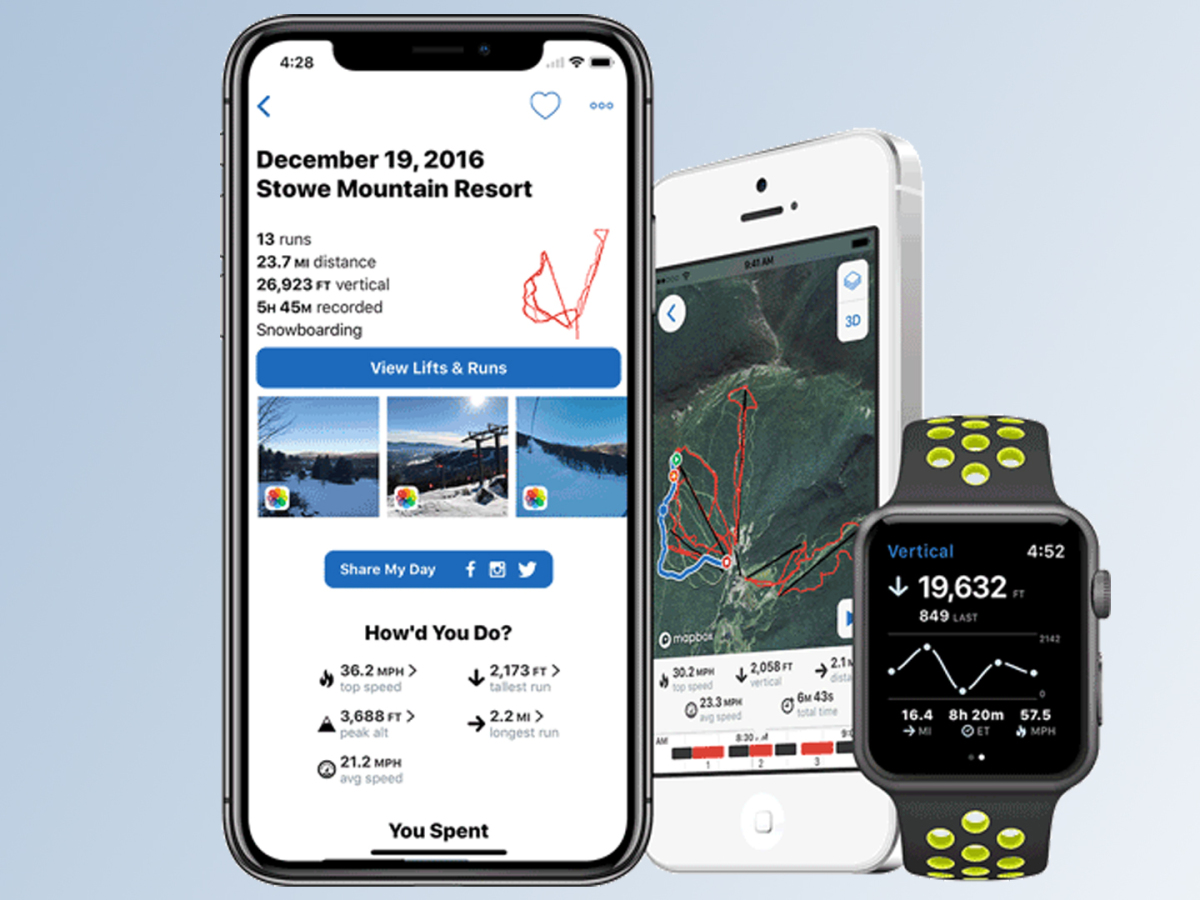 4:28
December 19, 2016
Stowe Mountain Resort
13 runs
23.7 MI distance
26,923 FT vertical
5H 45M recorded
Snowboarding
View Lifts & Runs
Share My Day
How'd You Do?
36.2 MPH
top speed
2,173 FT
tallest run
3,688 FT
peak alt
2.2 MI
longest run
21.2 MPH
avg speed
You Spent
9:41 AM
3D
mapbox
30.2 MPH
top speed
2,058 FT
vertical
2.1
23.3 MPH
avg speed
6M 43s
total time
AM
8:30
1
2
3
Vertical
4:52
19,632 FT
849 LAST
2142
0
16.4
8h 20m
57.5
MI
ET
MPH